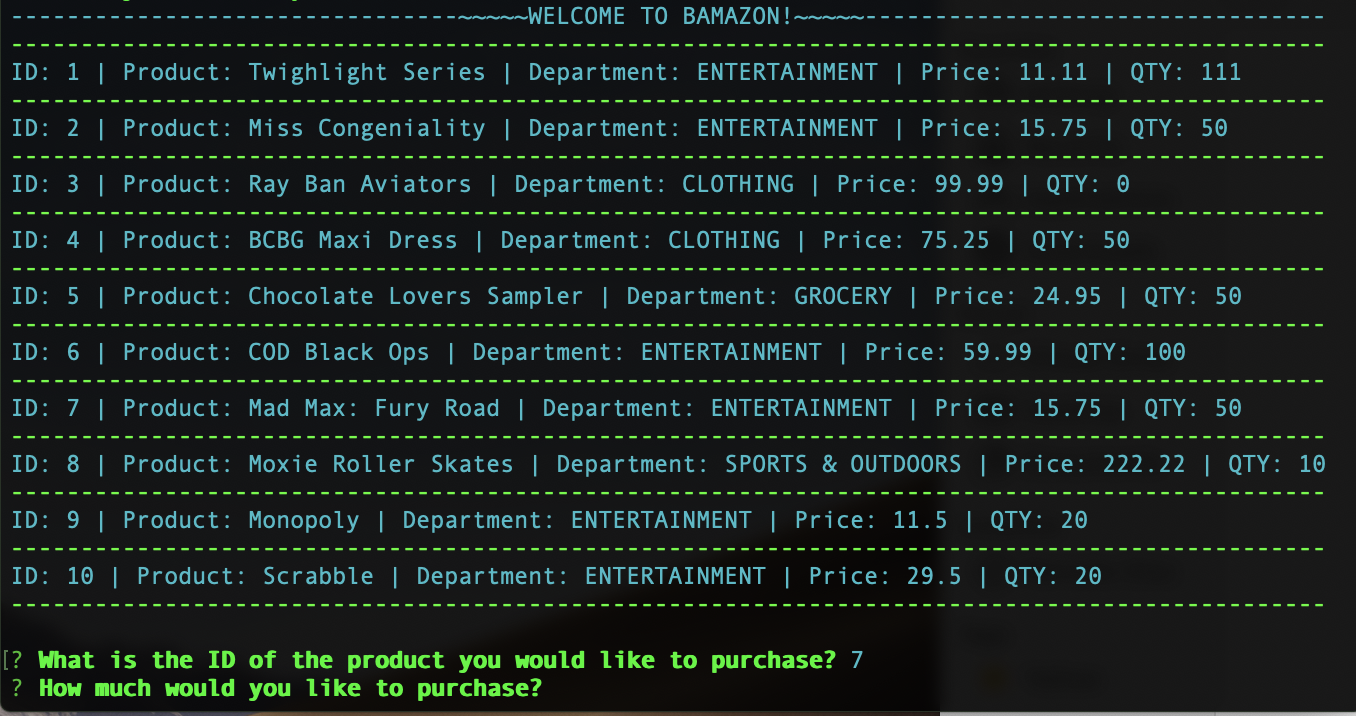 --------------------------------~~~~~WELCOME TO BAMAZON!~~~~~---------------------------------
----------------------------------------------------------------------------------------------
ID: 1 | Product: Twighlight Series | Department: ENTERTAINMENT | Price: 11.11 | QTY: 111
----------------------------------------------------------------------------------------------
ID: 2 | Product: Miss Congeniality | Department: ENTERTAINMENT | Price: 15.75 | QTY: 50
----------------------------------------------------------------------------------------------
ID: 3 | Product: Ray Ban Aviators | Department: CLOTHING | Price: 99.99 | QTY: 0
----------------------------------------------------------------------------------------------
ID: 4 | Product: BCBG Maxi Dress | Department: CLOTHING | Price: 75.25 | QTY: 50
----------------------------------------------------------------------------------------------
ID: 5 | Product: Chocolate Lovers Sampler | Department: GROCERY | Price: 24.95 | QTY: 50
----------------------------------------------------------------------------------------------
ID: 6 | Product: COD Black Ops | Department: ENTERTAINMENT | Price: 59.99 | QTY: 100
----------------------------------------------------------------------------------------------
ID: 7 | Product: Mad Max: Fury Road | Department: ENTERTAINMENT | Price: 15.75 | QTY: 50
----------------------------------------------------------------------------------------------
ID: 8 | Product: Moxie Roller Skates | Department: SPORTS & OUTDOORS | Price: 222.22 | QTY: 10
----------------------------------------------------------------------------------------------
ID: 9 | Product: Monopoly | Department: ENTERTAINMENT | Price: 11.5 | QTY: 20
----------------------------------------------------------------------------------------------
ID: 10 | Product: Scrabble | Department: ENTERTAINMENT | Price: 29.5 | QTY: 20
----------------------------------------------------------------------------------------------
[? What is the ID of the product you would like to purchase? 7
? How much would you like to purchase?